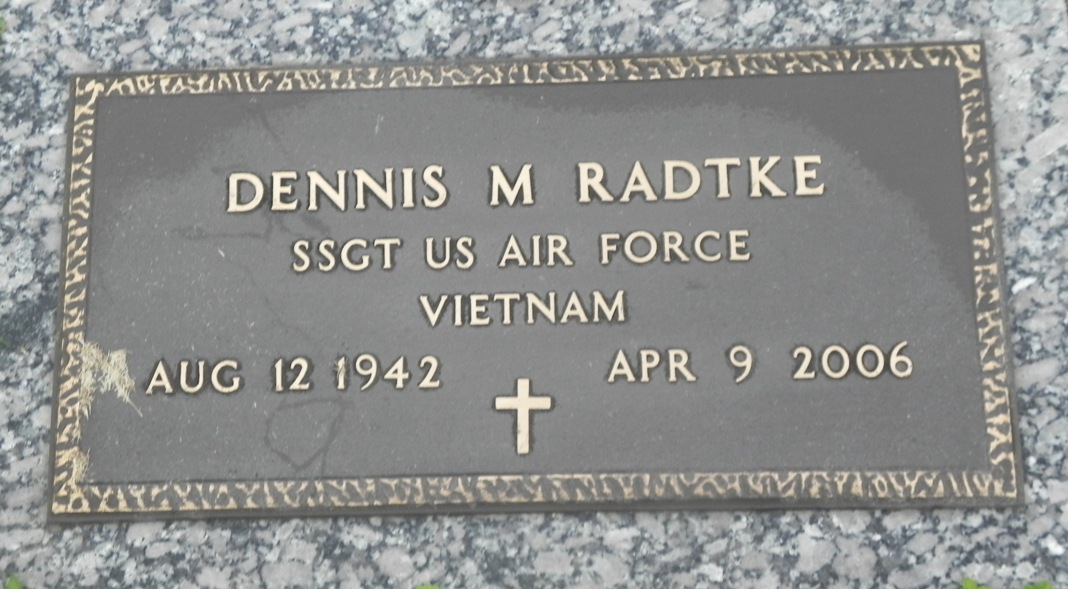 DENNIS M RADTKE
SSGT US AIR FORCE
VIETNAM
AUG 12 1942 APR 9 2006